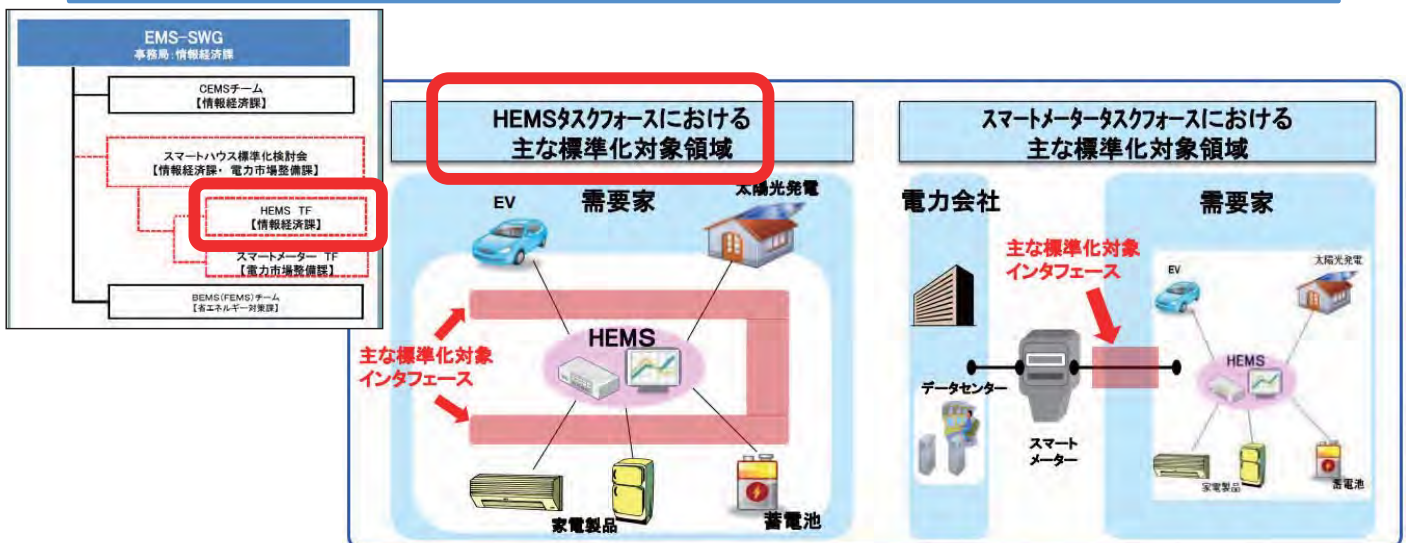 EMS-SWG
事務局:情報経済課
CEMSチーム
【情報経済課】
スマートハウス標準化検討会
【情報経済課・電力市場整備課】
HEMS TF
【情報経済課】
スマートメーター TF
【電力市場整備課】
BEMS(FEMS)チーム
【省エネルギー対策課】
HEMSタスクフォースにおける
主な標準化対象領域
EV
需要家
太陽光発電
主な標準化対象
インタフェース
HEMS
家電製品
蓄電池
スマートメータータスクフォースにおける
主な標準化対象領域
電力会社
需要家
主な標準化対象
インタフェース
EV
太陽光発電
HEMS
データセンター
スマート
メーター
家電製品
蓄電池